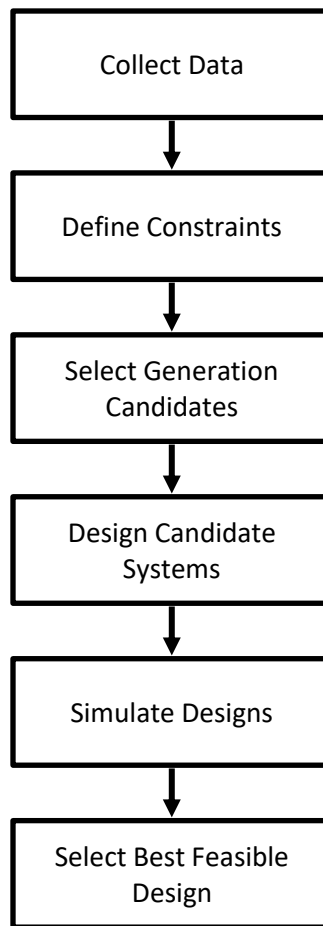 Collect Data
Define Constraints
Select Generation
Candidates
Design Candidate
Systems
Simulate Designs
Select Best Feasible
Design